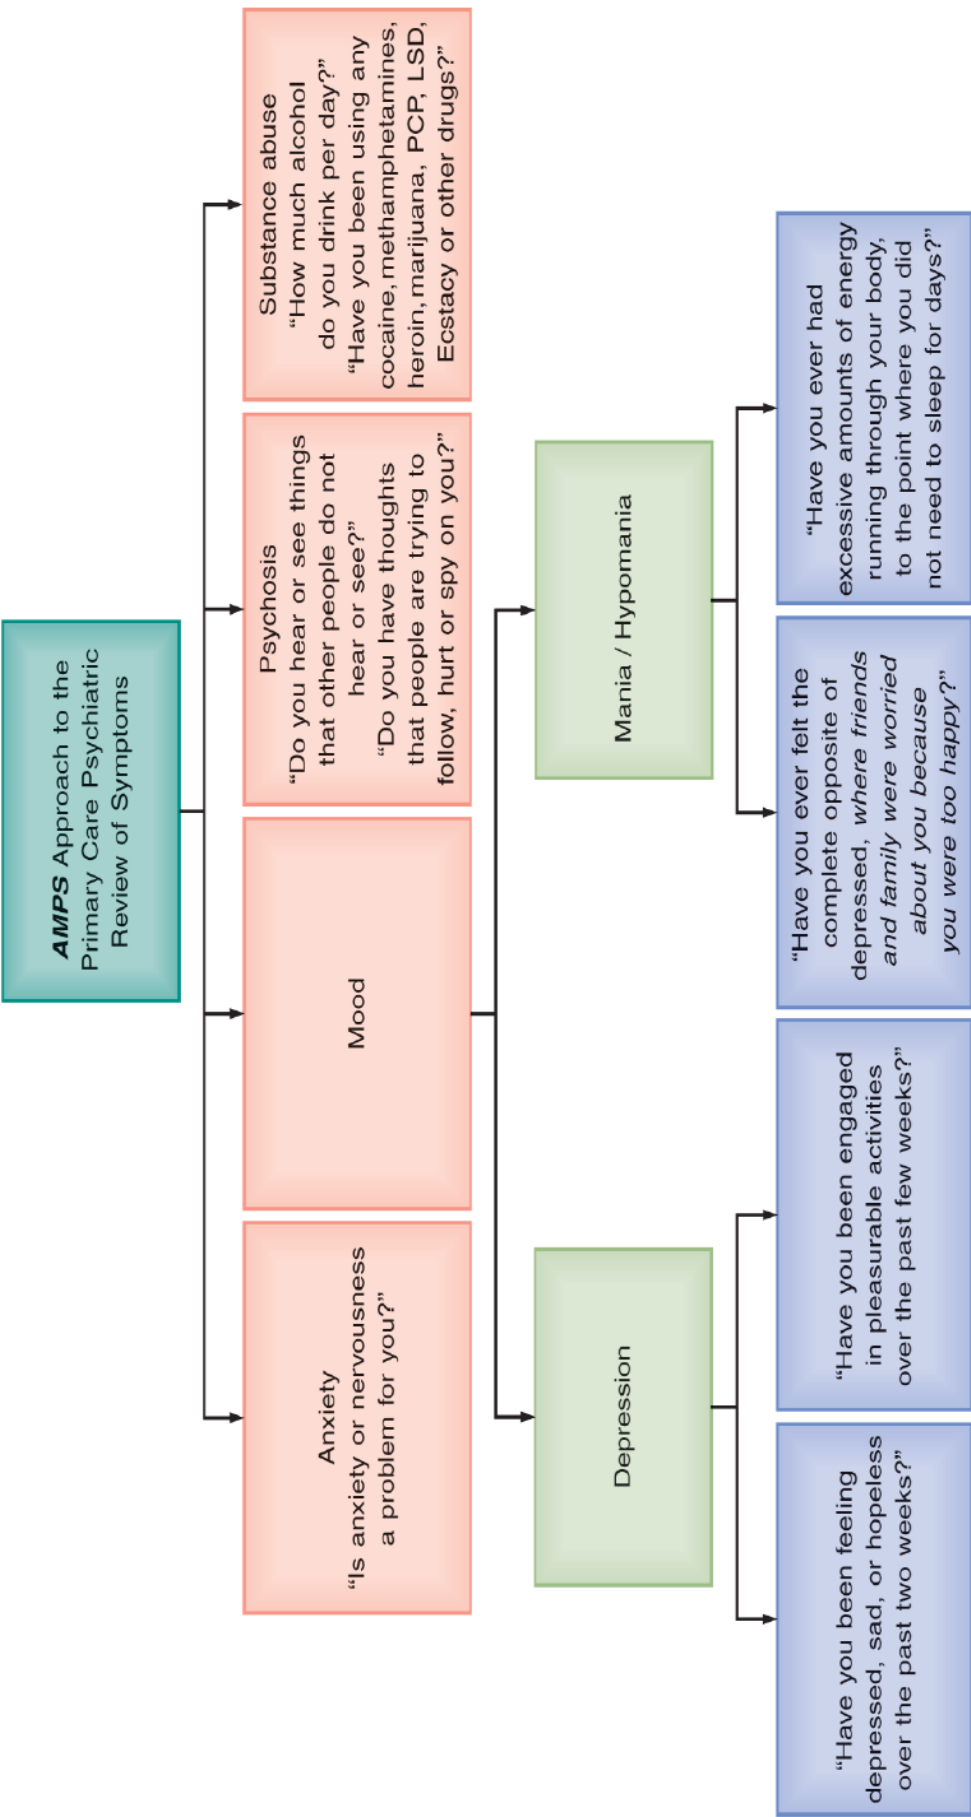 AMPS Approach to the
Primary Care Psychiatric
Review of Symptoms
Anxiety
“Is anxiety or nervousness
a problem for you?”
Mood
Psychosis
“Do you hear or see things
that other people do not
hear or see?”
“Do you have thoughts
that people are trying to
follow, hurt or spy on you?”
Substance abuse
“How much alcohol
do you drink per day?”
“Have you been using any
cocaine, methamphetamines,
heroin, marijuana, PCP, LSD,
Ecstacy or other drugs?”
Depression
Mania / Hypomania
“Have you been feeling
depressed, sad, or hopeless
over the past two weeks?”
“Have you been engaged
in pleasurable activities
over the past few weeks?”
“Have you ever felt the
complete opposite of
depressed, where friends
and family were worried
about you because
you were too happy?”
“Have you ever had
excessive amounts of energy
running through your body,
to the point where you did
not need to sleep for days?”